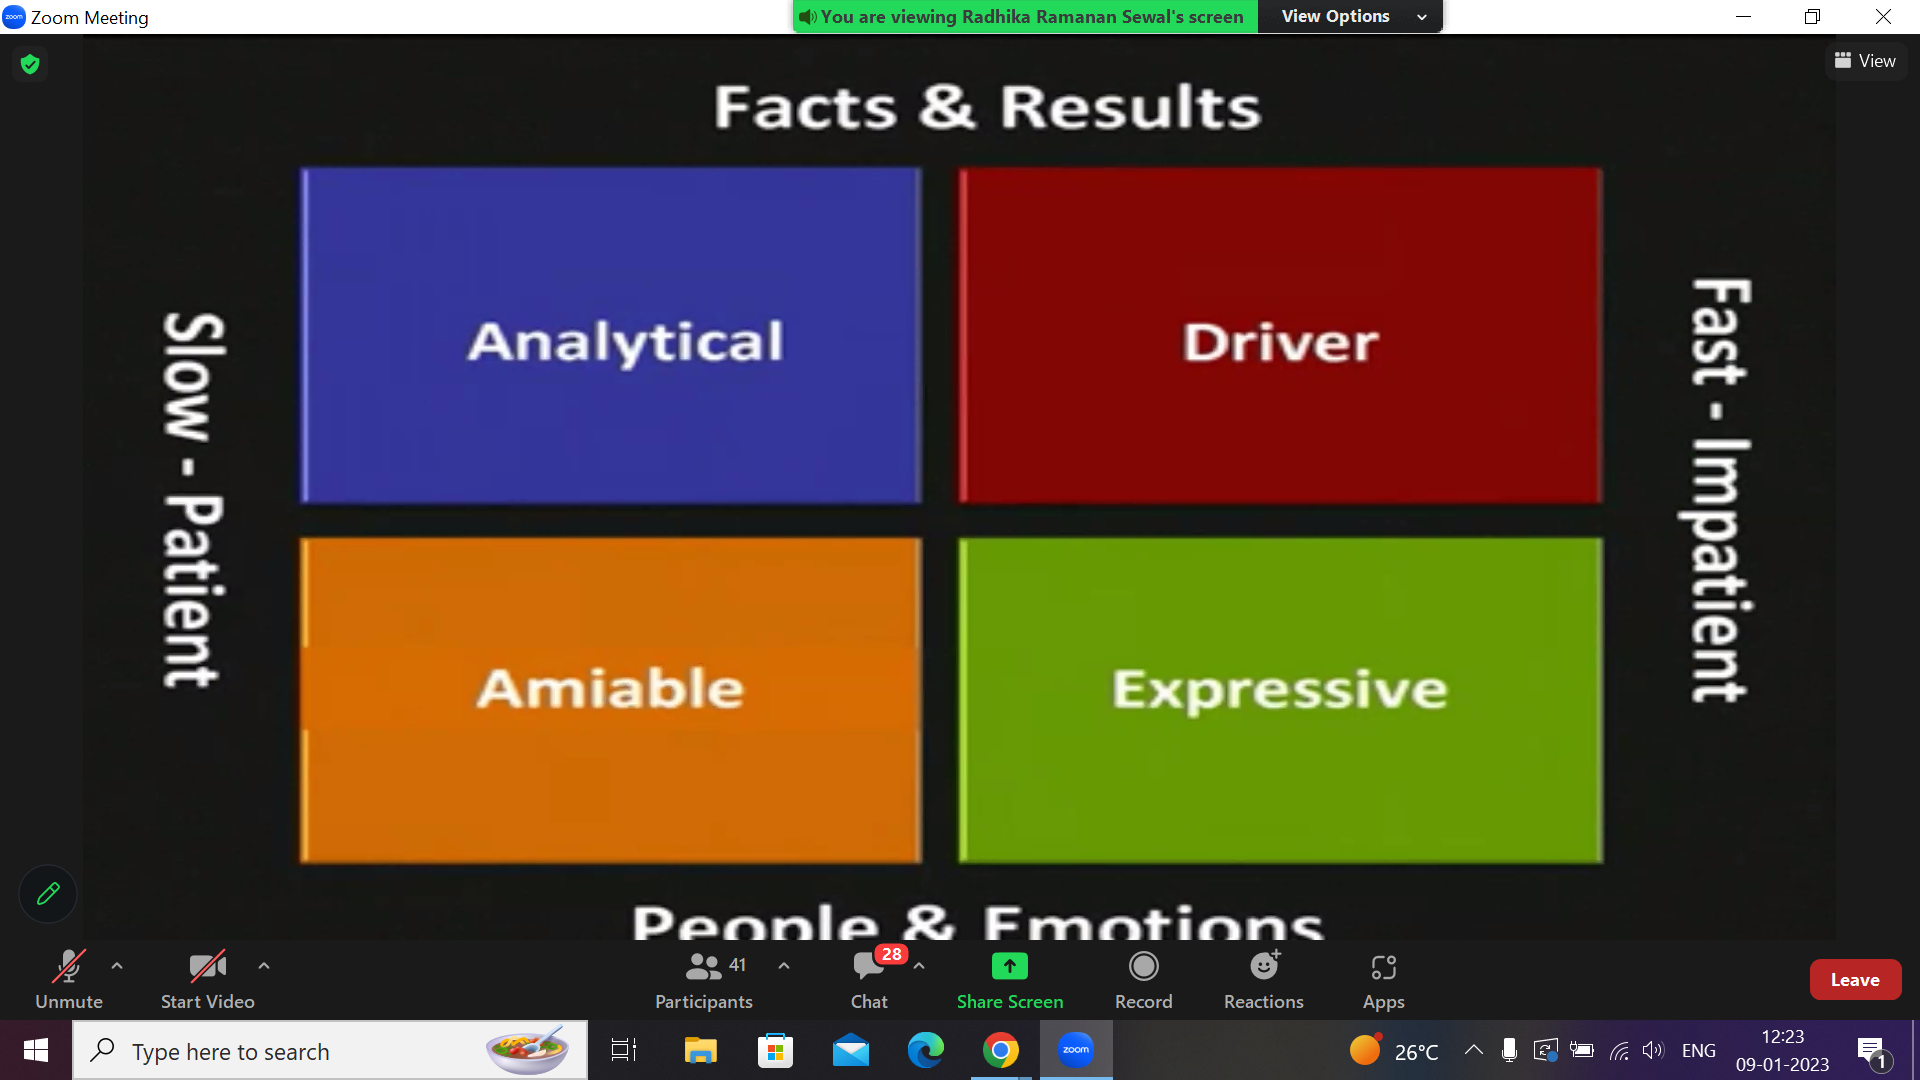 zoom Zoom Meeting
You are viewing Radhika Ramanan Sewal's screen
View Options
View
Facts & Results
Slow - Patient
Analytical
Driver
Fast - Impatient
Amiable
Expressive
People & Emotions
Unmute
Start Video
41
Participants
28
Chat
Share Screen
Record
Reactions
Apps
Leave
Type here to search
zoom
26°C
ENG
12:23
09-01-2023
1